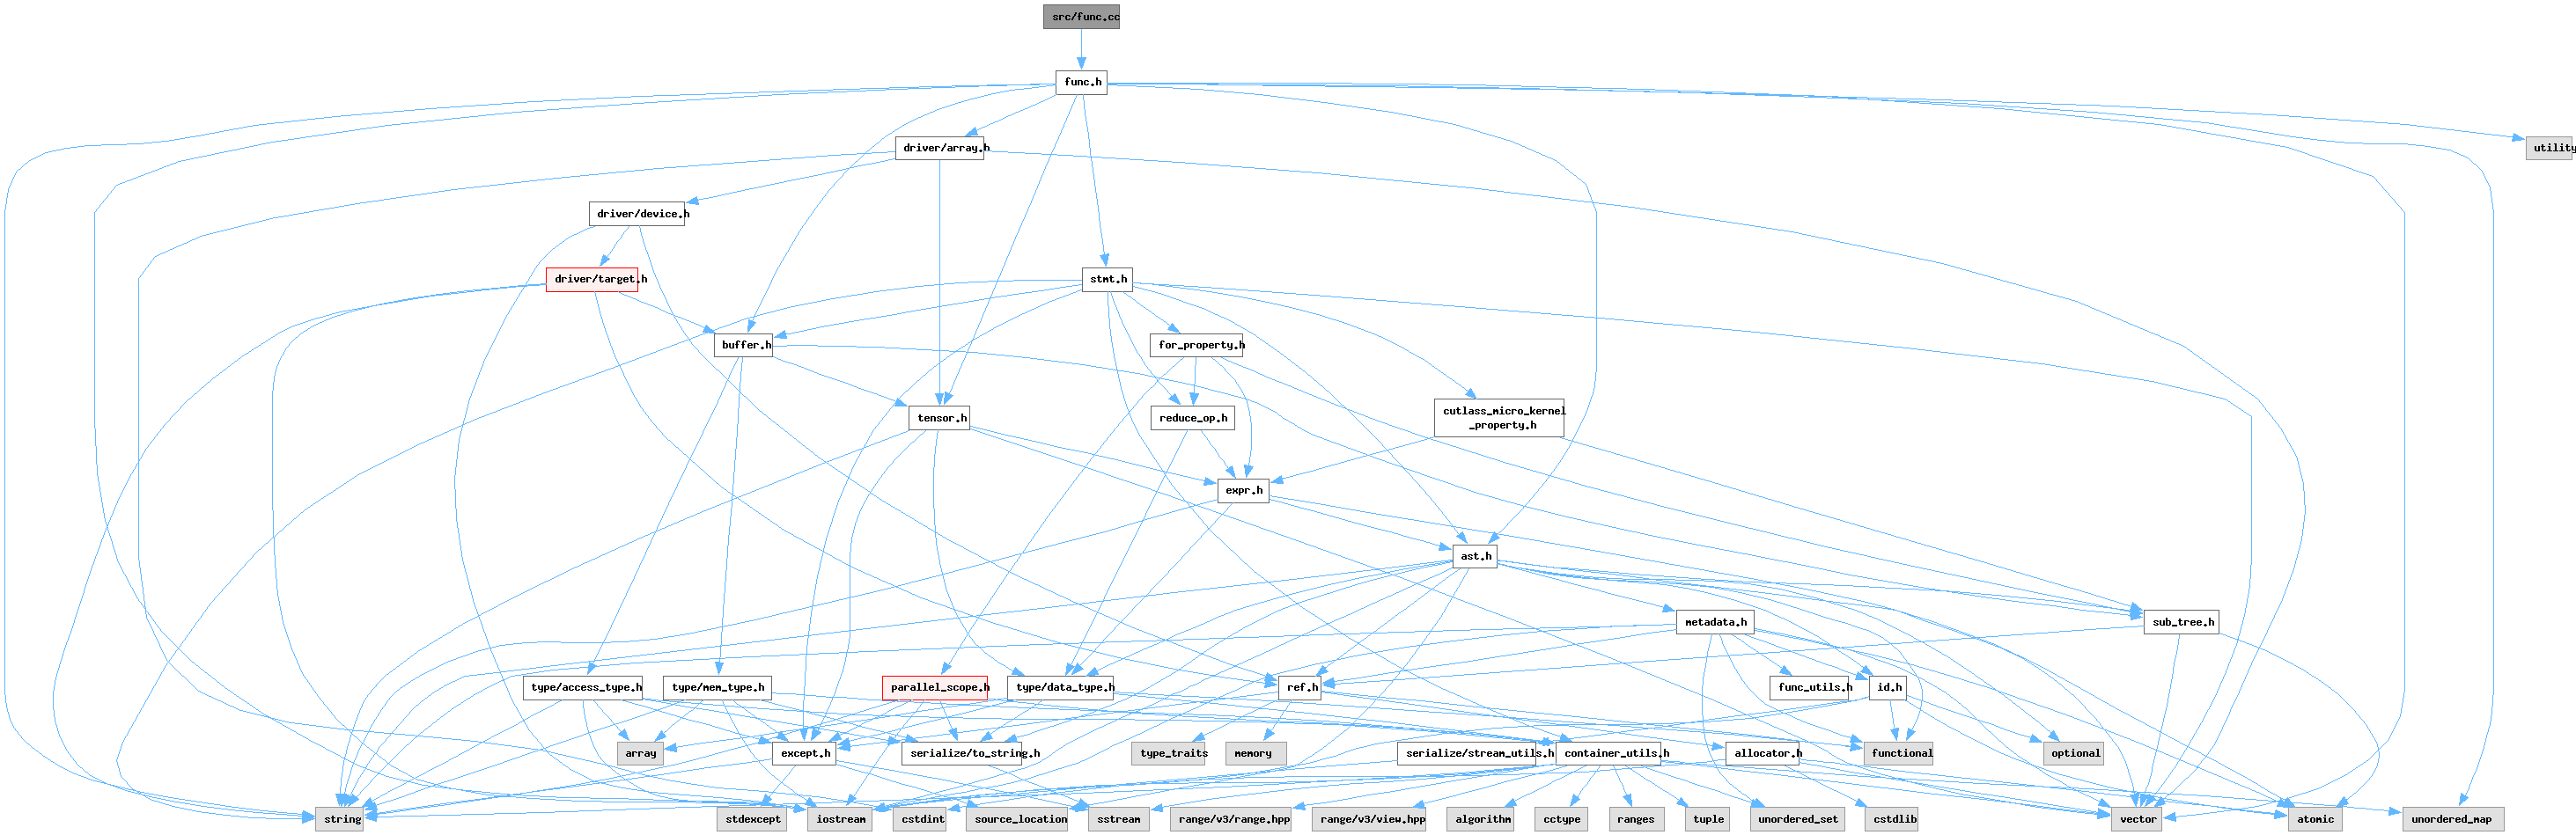 src/func.cc
func.h
driver/array.h
utility
driver/device.h
driver/target.h
stmt.h
buffer.h
for_property.h
tensor.h
reduce_op.h
cutlass_micro_kernel
_property.h
expr.h
ast.h
metadata.h
sub_tree.h
type/access_type.h
type/mem_type.h
parallel_scope.h
type/data_type.h
ref.h
func_utils.h
id.h
array
except.h
serialize/to_string.h
type_traits
memory
serialize/stream_utils.h
container_utils.h
allocator.h
functional
optional
string
stdexcept
iostream
cstdint
source_location
sstream
range/v3/range.hpp
range/v3/view.hpp
algorithm
cctype
ranges
tuple
unordered_set
cstdlib
vector
atomic
unordered_map